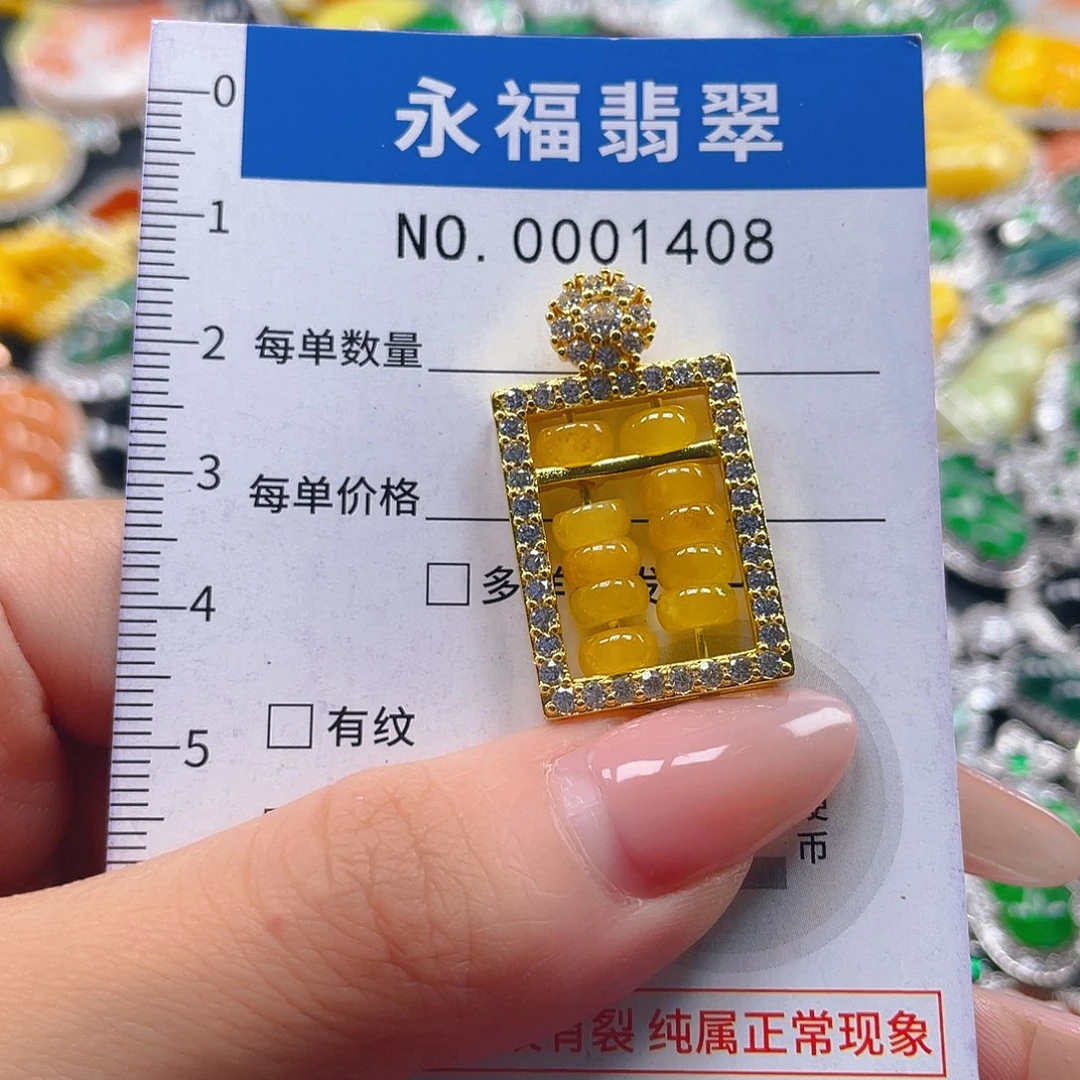 永福翡翠
NO. 0001408
0
1
2
3
4
5
每单数量
每单价格
□ 多
□ 有纹
币
有裂 纯属正常现象